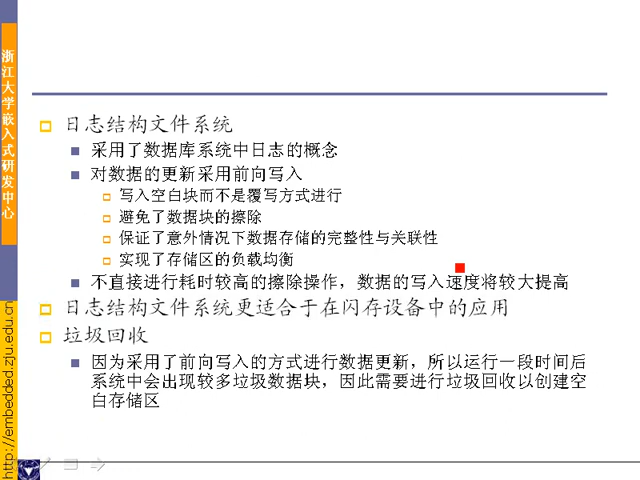 浙江大学嵌入式研发中心
http://embedded.zju.edu.cn
日志结构文件系统
采用了数据库系统中日志的概念
对数据的更新采用前向写入
写入空白块而不是覆写方式进行
避免了数据块的擦除
保证了意外情况下数据存储的完整性与关联性
实现了存储区的负载均衡
不直接进行耗时较高的擦除操作，数据的写入速度将较大提高
日志结构文件系统更适合于在闪存设备中的应用
垃圾回收
因为采用了前向写入的方式进行数据更新，所以运行一段时间后
系统中会出现较多垃圾数据块，因此需要进行垃圾回收以创建空
白存储区